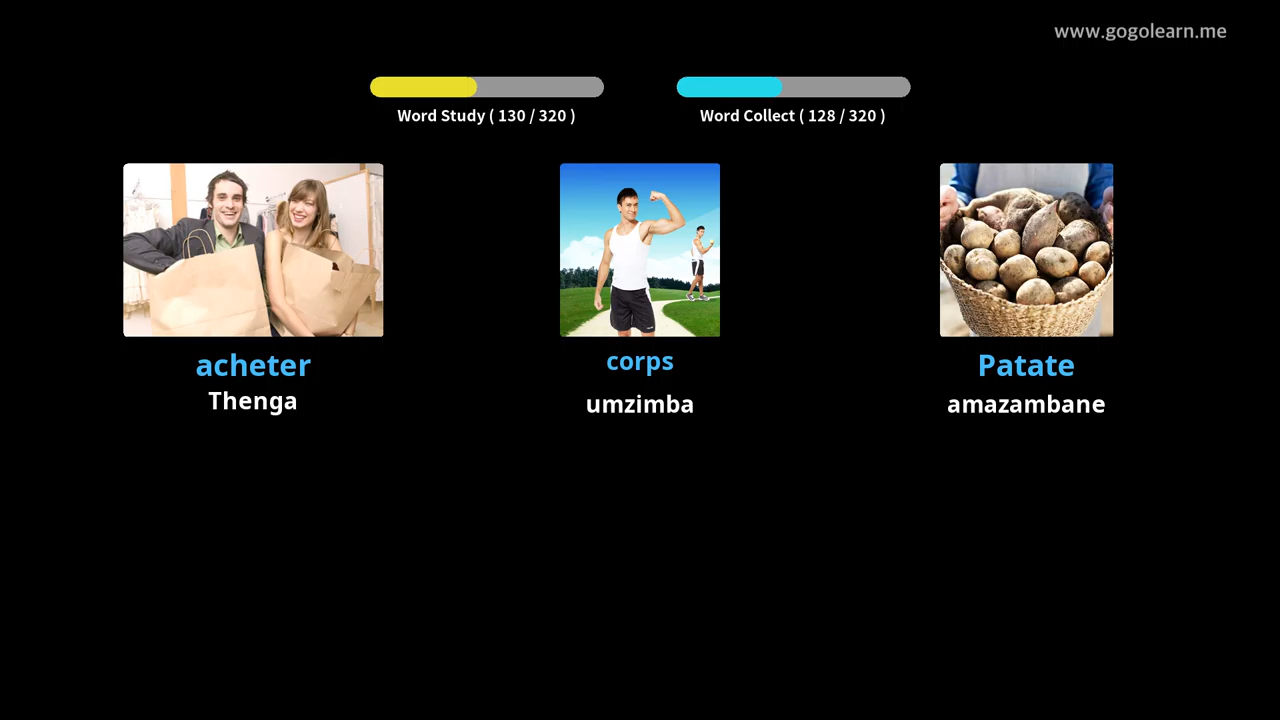 www.gogolearn.me
Word Study ( 130 / 320 )
Word Collect ( 128 / 320 )
acheter
Thenga
corps
umzimba
Patate
amazambane